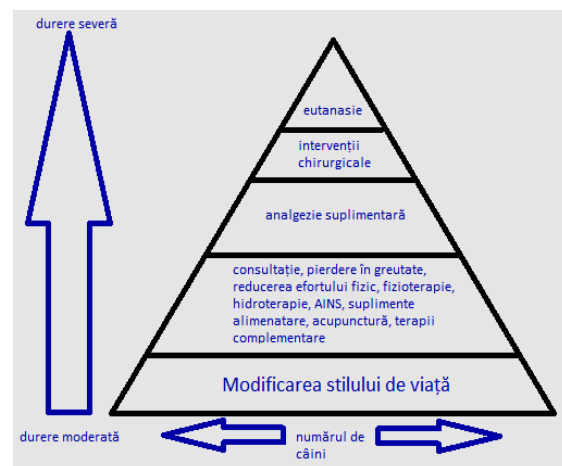 durere severă
eutanasie
intervenții
chirurgicale
analgezie suplimentară
consultație, pierdere în greutate,
reducerea efortului fizic, fizioterapie,
hidroterapie, AINS, suplimente
alimenatare, acupunctură, terapii
complementare
Modificarea stilului de viață
durere moderată
numărul de
câini